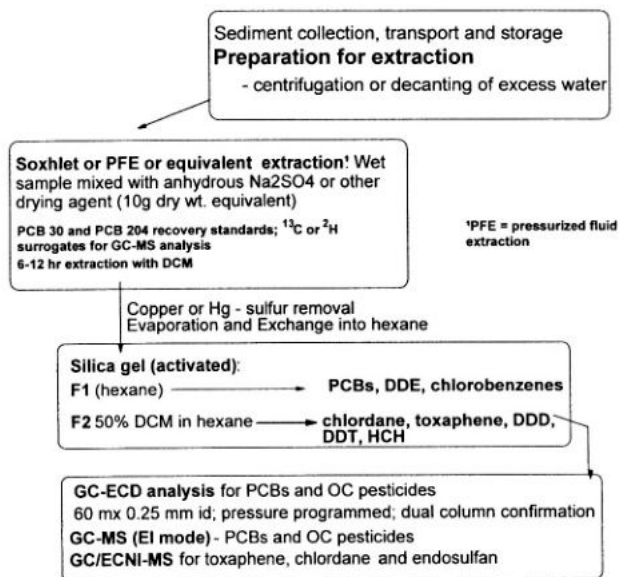 Sediment collection, transport and storage
Preparation for extraction
- centrifugation or decanting of excess water
Soxhlet or PFE or equivalent extraction¹ Wet
sample mixed with anhydrous Na2SO4 or other
drying agent (10g dry wt. equivalent)
PCB 30 and PCB 204 recovery standards; ¹³C or ²H
surrogates for GC-MS analysis
6-12 hr extraction with DCM
¹PFE = pressurized fluid
extraction
Copper or Hg - sulfur removal
Evaporation and Exchange into hexane
Silica gel (activated):
F1 (hexane) PCBs, DDE, chlorobenzenes
F2 50% DCM in hexane chlordane, toxaphene, DDD,
DDT, HCH
GC-ECD analysis for PCBs and OC pesticides
60 mx 0.25 mm id; pressure programmed; dual column confirmation
GC-MS (EI mode) - PCBs and OC pesticides
GC/ECNI-MS for toxaphene, chlordane and endosulfan